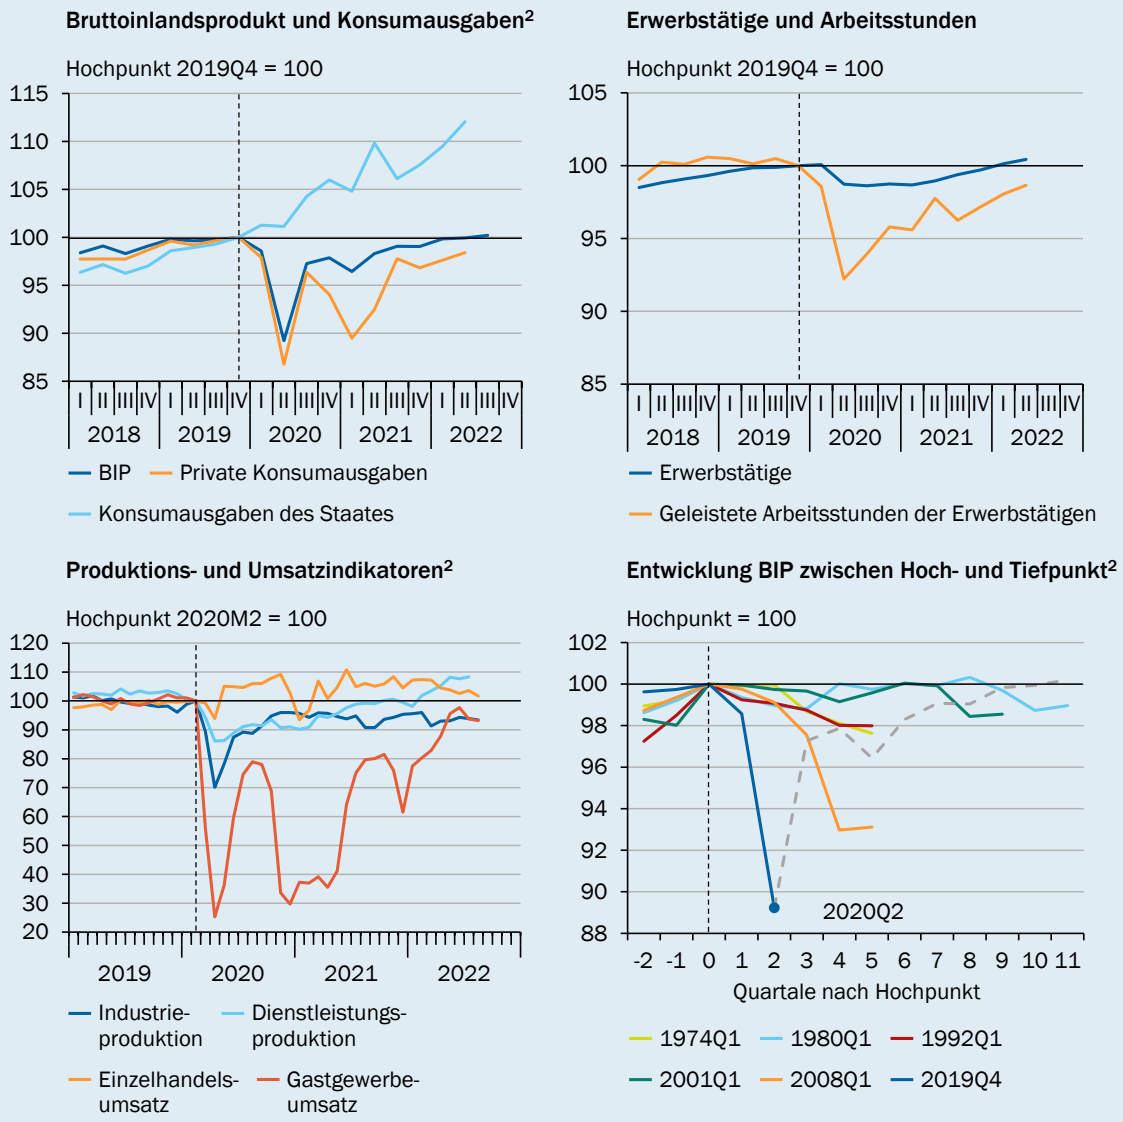 Bruttoinlandsprodukt und Konsumausgaben²
Hochpunkt 2019Q4 = 100
115
110
105
100
95
90
85
I II III IV I II III IV I II III IV I II III IV I II III IV
2018 2019 2020 2021 2022
BIP Private Konsumausgaben
Konsumausgaben des Staates
Erwerbstätige und Arbeitsstunden
Hochpunkt 2019Q4 = 100
105
100
95
90
85
I II III IV I II III IV I II III IV I II III IV I II III IV
2018 2019 2020 2021 2022
Erwerbstätige
Geleistete Arbeitsstunden der Erwerbstätigen
Produktions- und Umsatzindikatoren²
Hochpunkt 2020M2 = 100
120
110
100
90
80
70
60
50
40
30
20
2019 2020 2021 2022
Industrie-
produktion
Dienstleistungs-
produktion
Einzelhandels-
umsatz
Gastgewerbe-
umsatz
Entwicklung BIP zwischen Hoch- und Tiefpunkt²
Hochpunkt = 100
102
100
98
96
94
92
90
88
2020Q2
-2 -1 0 1 2 3 4 5 6 7 8 9 10 11
Quartale nach Hochpunkt
1974Q1 1980Q1 1992Q1
2001Q1 2008Q1 2019Q4